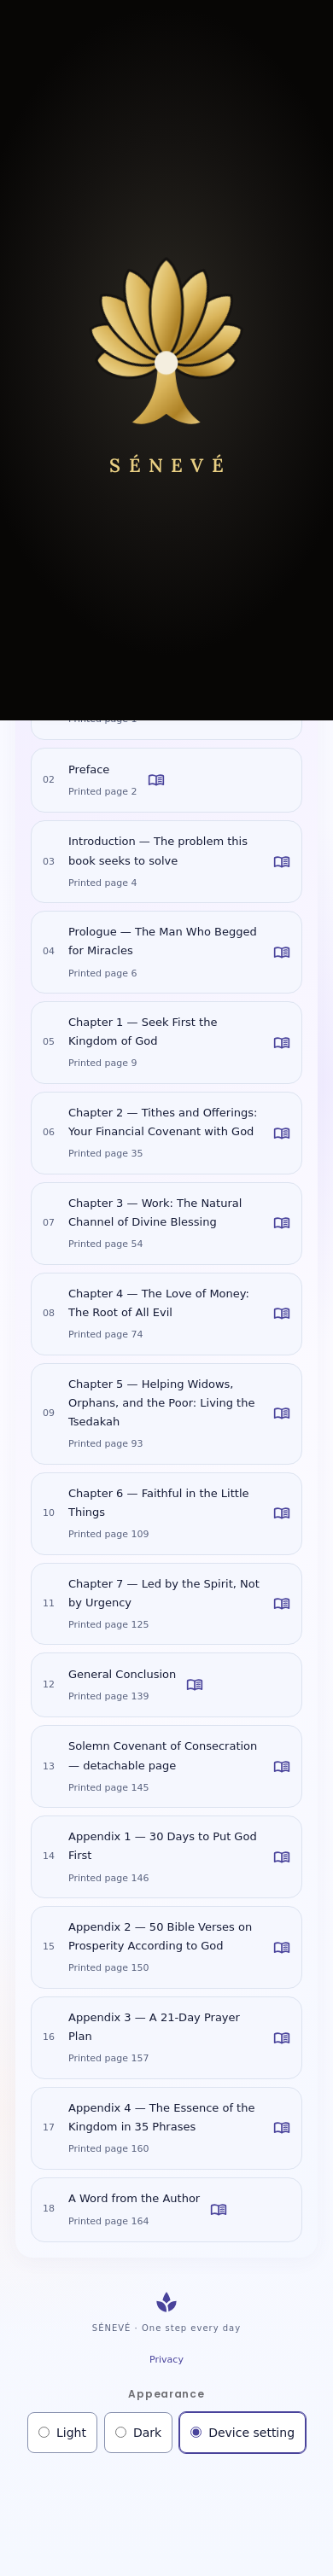 SÉNEVÉ
Printed page 1
02
Preface
Printed page 2
03
Introduction — The problem this
book seeks to solve
Printed page 4
04
Prologue — The Man Who Begged
for Miracles
Printed page 6
05
Chapter 1 — Seek First the
Kingdom of God
Printed page 9
06
Chapter 2 — Tithes and Offerings:
Your Financial Covenant with God
Printed page 35
07
Chapter 3 — Work: The Natural
Channel of Divine Blessing
Printed page 54
08
Chapter 4 — The Love of Money:
The Root of All Evil
Printed page 74
09
Chapter 5 — Helping Widows,
Orphans, and the Poor: Living the
Tsedakah
Printed page 93
10
Chapter 6 — Faithful in the Little
Things
Printed page 109
11
Chapter 7 — Led by the Spirit, Not
by Urgency
Printed page 125
12
General Conclusion
Printed page 139
13
Solemn Covenant of Consecration
— detachable page
Printed page 145
14
Appendix 1 — 30 Days to Put God
First
Printed page 146
15
Appendix 2 — 50 Bible Verses on
Prosperity According to God
Printed page 150
16
Appendix 3 — A 21-Day Prayer
Plan
Printed page 157
17
Appendix 4 — The Essence of the
Kingdom in 35 Phrases
Printed page 160
18
A Word from the Author
Printed page 164
SÉNEVÉ · One step every day
Privacy
Appearance
Light
Dark
Device setting